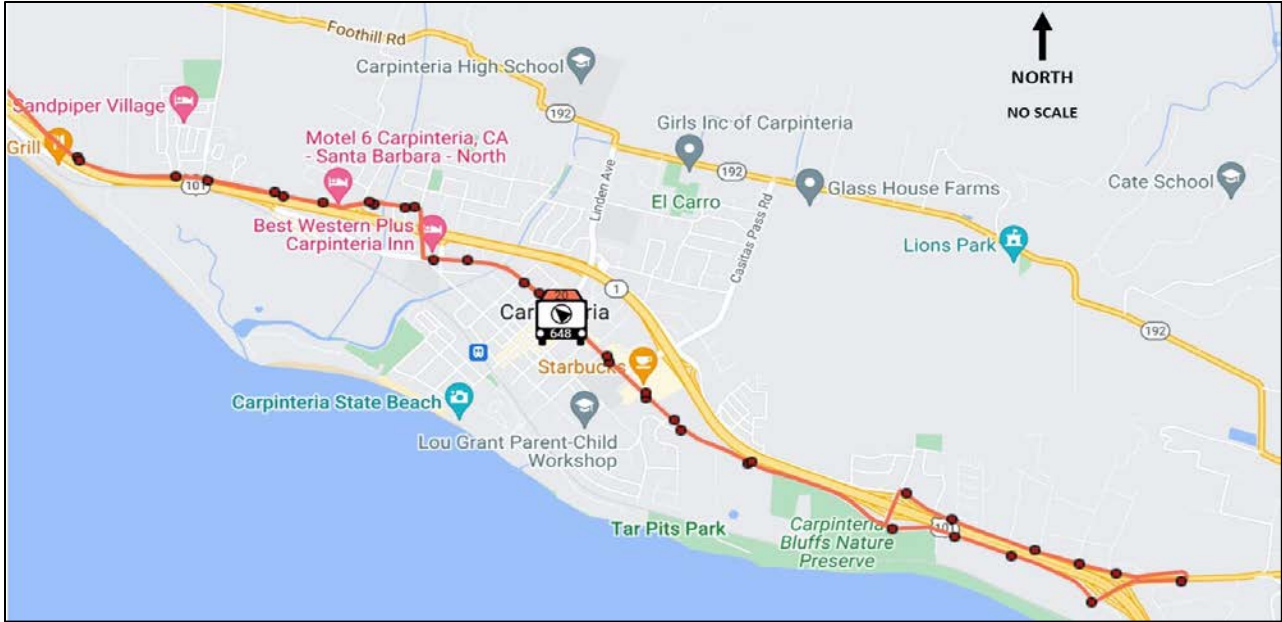 Foothill Rd
Carpinteria High School
NORTH
NO SCALE
Sandpiper Village
192
Motel 6 Carpinteria, CA
- Santa Barbara - North
Girls Inc of Carpinteria
Grill
101
192
Glass House Farms
Cate School
Linden Ave
El Carro
Casitas Pass Rd
Best Western Plus
Carpinteria Inn
Lions Park
1
20
648
192
Starbucks
Carpinteria State Beach
Lou Grant Parent-Child
Workshop
Tar Pits Park
Carpinteria
Bluffs Nature
Preserve
101